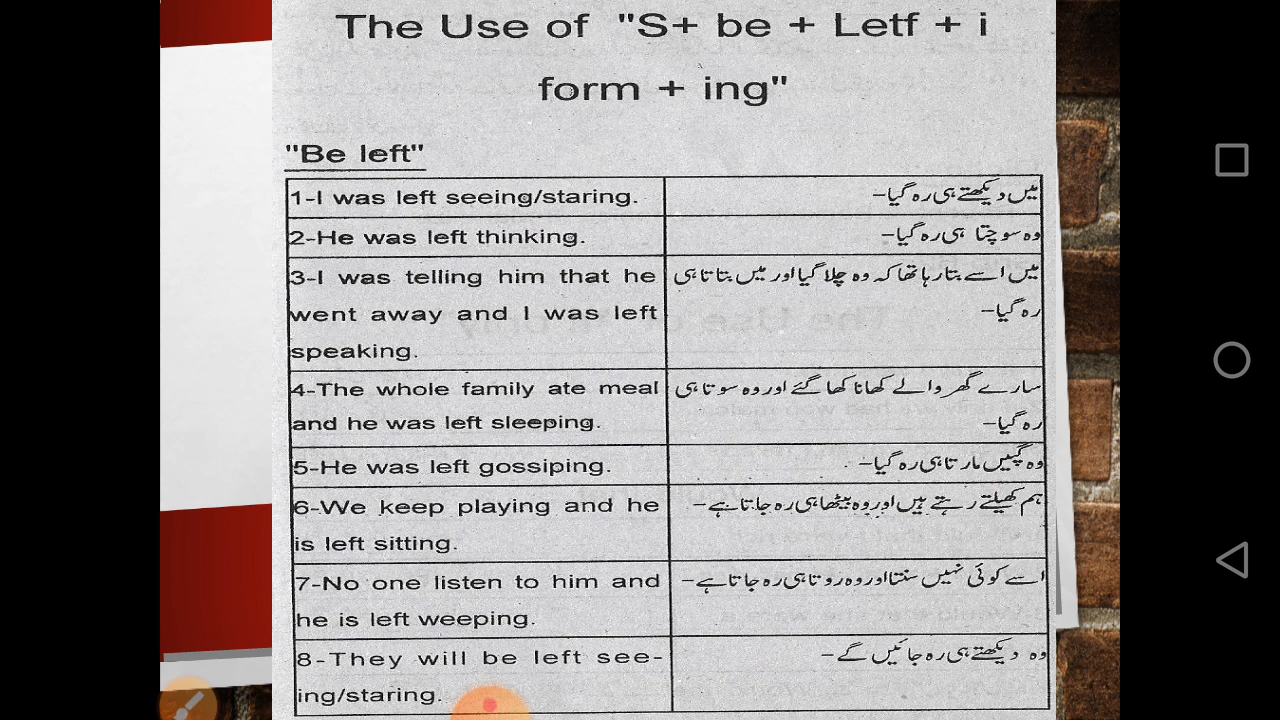 The Use of "S+ be + Letf + i
form + ing"
"Be left"
1-I was left seeing/staring.
میں دیکھتے ہی رہ گیا-
2-He was left thinking.
وہ سوچتا ہی رہ گیا-
3-I was telling him that he
went away and I was left
speaking.
میں اسے بتا رہا تھا کہ وہ چلا گیا اور میں بتاتا ہی
رہ گیا-
4-The whole family ate meal
and he was left sleeping.
سارے گھر والے کھانا کھا گئے اور وہ سوتا ہی
رہ گیا-
5-He was left gossiping.
وہ گپیں مارتا ہی رہ گیا-
6-We keep playing and he
is left sitting.
ہم کھیلتے رہتے ہیں اور وہ بیٹھا ہی رہ جاتا ہے-
7-No one listen to him and
he is left weeping.
اسے کوئی نہیں سنتا اور وہ روتا ہی رہ جاتا ہے-
8-They will be left see-
ing/staring.
وہ دیکھتے ہی رہ جائیں گے-